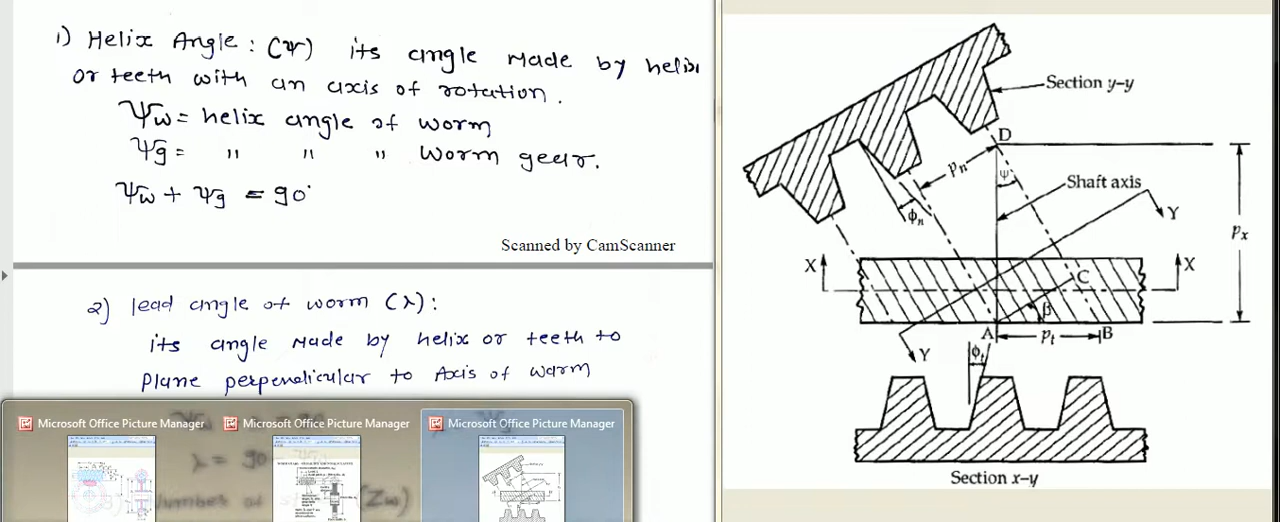 1) Helix Angle : (Ψ) its angle made by helix
or teeth with an axis of rotation.
Ψw = helix angle of worm
Ψg = " " " worm gear.
Ψw + Ψg = 90°
Scanned by CamScanner
2) lead angle of worm (λ) :
its angle made by helix or teeth to
plane perpendicular to Axis of warm
Microsoft Office Picture Manager
Microsoft Office Picture Manager
Microsoft Office Picture Manager
λ = 90
(Zw)
Section y–y
D
Pn
Ψ
Shaft axis
Y
ϕn
Px
X
X
C
β
A
Pt
B
Y
ϕt
Section x–y